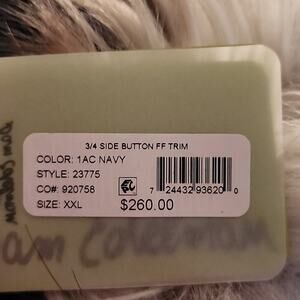 3/4 SIDE BUTTON FF TRIM
COLOR: 1AC NAVY
STYLE: 23775
CO#: 920758
SIZE: XXL
7 24432 93620 0
$260.00
am